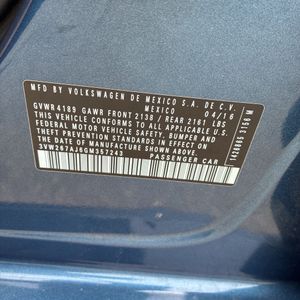 MFD BY VOLKSWAGEN DE MEXICO S.A. DE C.V.
MEXICO 04/16
GVWR 4189 GAWR FRONT 2138 / REAR 2161 LBS
THIS VEHICLE CONFORMS TO ALL APPLICABLE
FEDERAL MOTOR VEHICLE SAFETY, BUMPER AND
THEFT PREVENTION STANDARDS IN EFFECT ON
THE DATE OF MANUFACTURE SHOWN ABOVE.
PASSENGER CAR